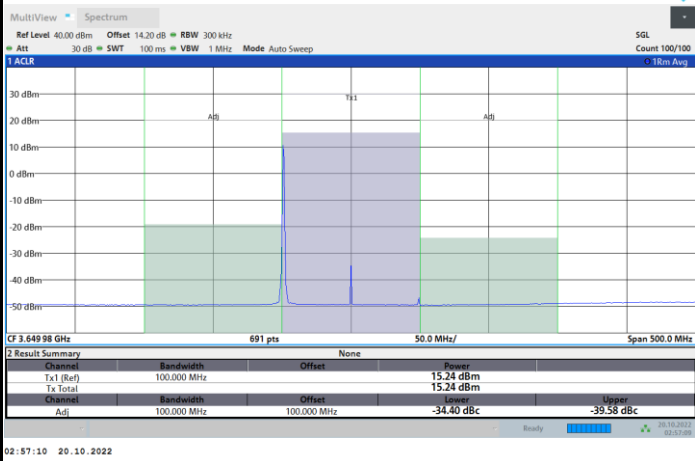 MultiView Spectrum
Ref Level 40.00 dBm Offset 14.20 dB RBW 300 kHz SGL
Att 30 dB SWT 100 ms VBW 1 MHz Mode Auto Sweep Count 100/100
1 ACLR 1Rm Avg
30 dBm
Tx1
20 dBm Adj Adj
10 dBm
0 dBm
-10 dBm
-20 dBm
-30 dBm
-40 dBm
-50 dBm
CF 3.64998 GHz 691 pts 50.0 MHz/ Span 500.0 MHz
2 Result Summary None
Channel Bandwidth Offset Power
Tx1 (Ref) 100.000 MHz 15.24 dBm
Tx Total 15.24 dBm
Channel Bandwidth Offset Lower Upper
Adj 100.000 MHz 100.000 MHz -34.40 dBc -39.58 dBc
Ready 20.10.2022
02:57:09
02:57:10 20.10.2022